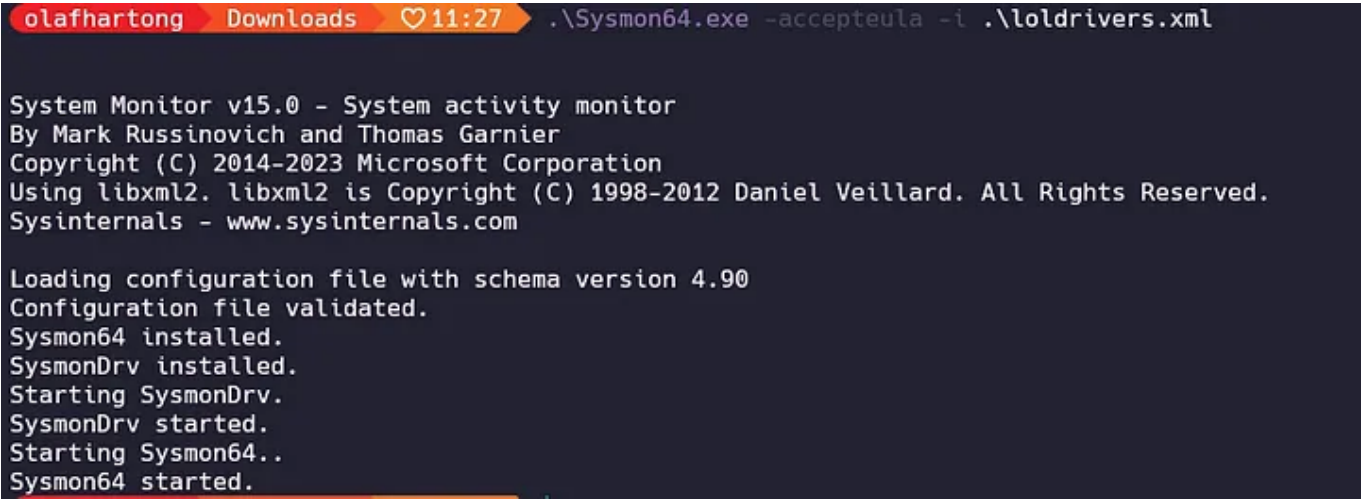 olafhartong Downloads ♡11:27 .\Sysmon64.exe -accepteula -i .\loldrivers.xml
System Monitor v15.0 - System activity monitor
By Mark Russinovich and Thomas Garnier
Copyright (C) 2014-2023 Microsoft Corporation
Using libxml2. libxml2 is Copyright (C) 1998-2012 Daniel Veillard. All Rights Reserved.
Sysinternals - www.sysinternals.com
Loading configuration file with schema version 4.90
Configuration file validated.
Sysmon64 installed.
SysmonDrv installed.
Starting SysmonDrv.
SysmonDrv started.
Starting Sysmon64..
Sysmon64 started.